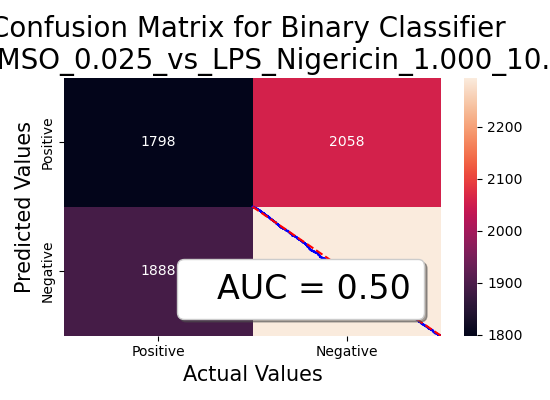 Confusion Matrix for Binary Classifier
MSO_0.025_vs_LPS_Nigericin_1.000_10.
Predicted Values
Positive
Negative
1798
2058
1888
AUC = 0.50
Positive
Negative
Actual Values
2200
2100
2000
1900
1800